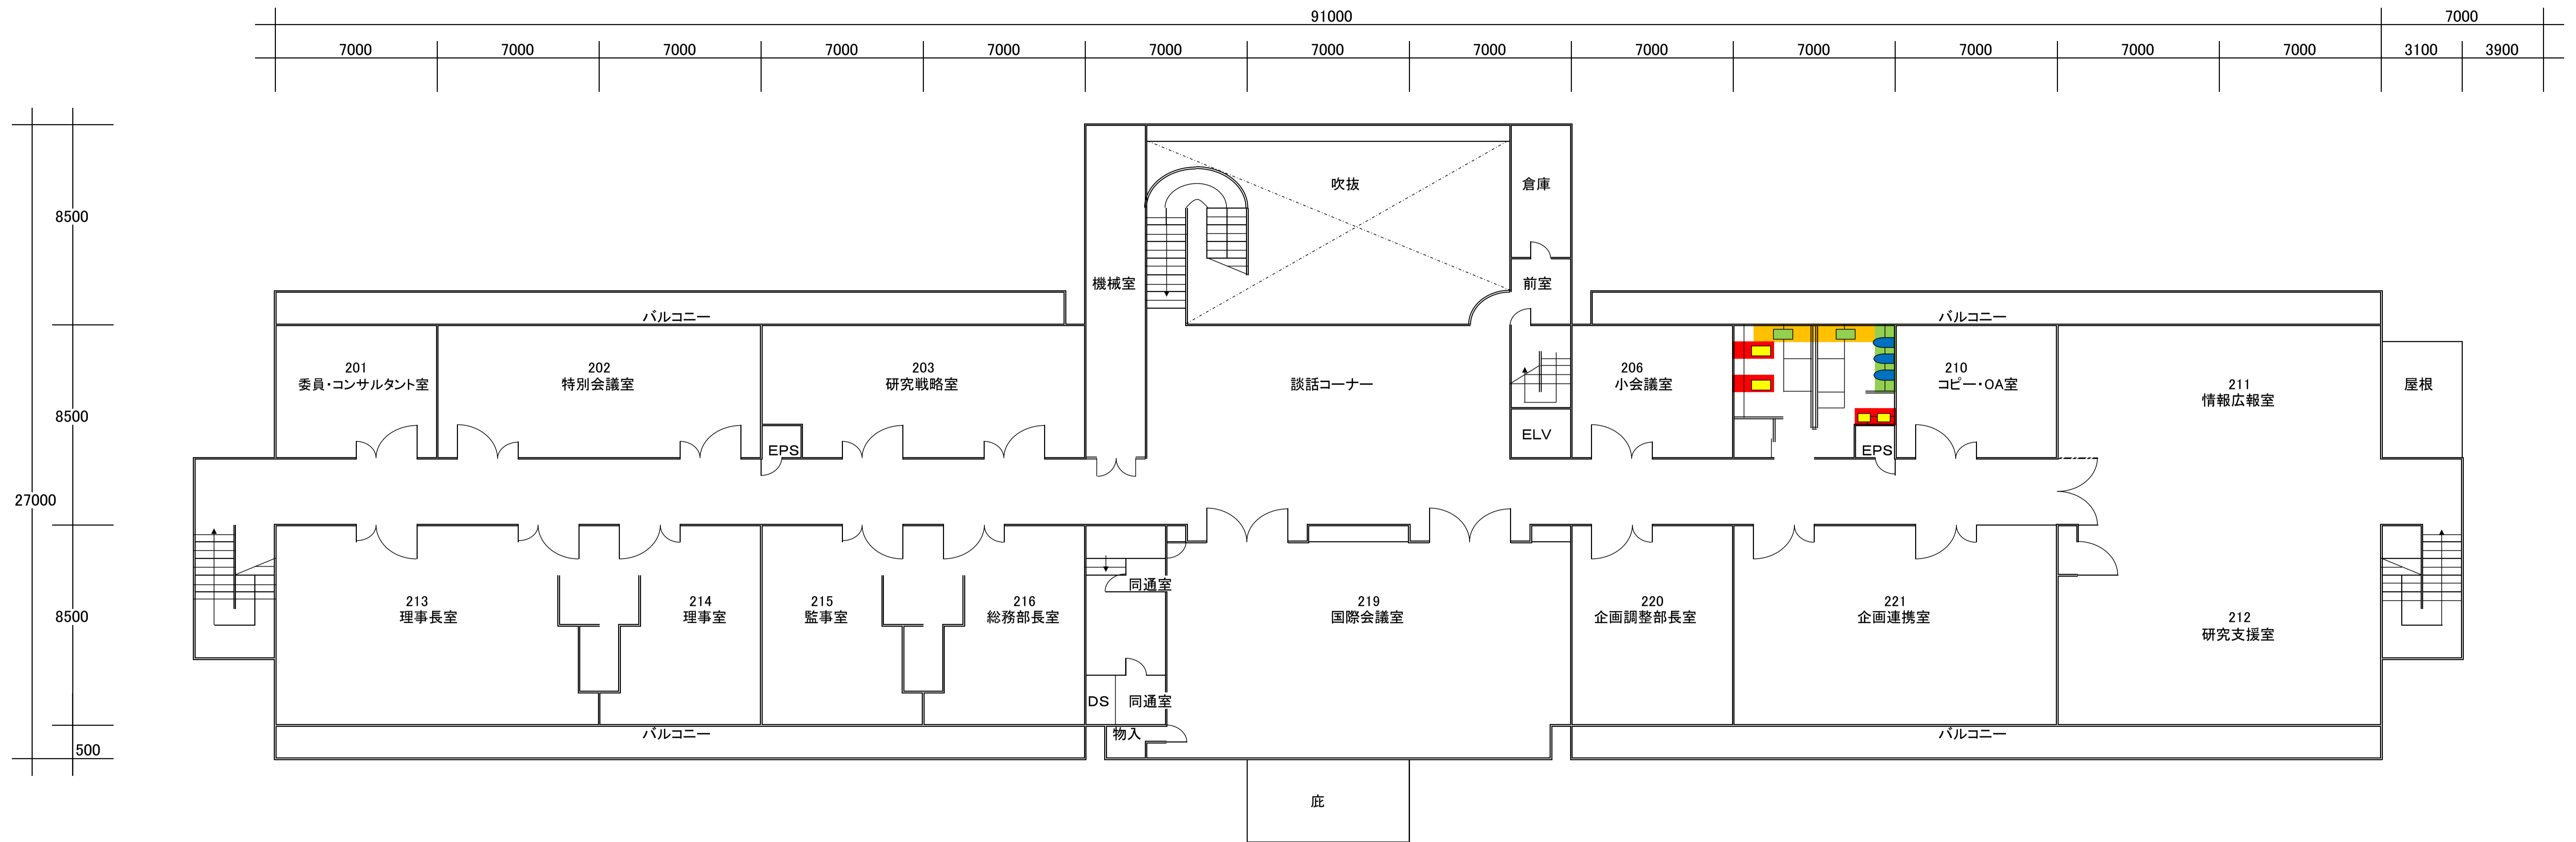 91000
7000
7000
7000
7000
7000
7000
7000
7000
7000
7000
7000
7000
7000
7000
3100
3900
8500
8500
27000
8500
500
吹抜
倉庫
機械室
前室
バルコニー
バルコニー
201
委員・コンサルタント室
202
特別会議室
203
研究戦略室
談話コーナー
206
小会議室
210
コピー・OA室
211
情報広報室
屋根
EPS
ELV
EPS
213
理事長室
214
理事室
215
監事室
216
総務部長室
同通室
219
国際会議室
220
企画調整部長室
221
企画連携室
212
研究支援室
DS
同通室
バルコニー
物入
バルコニー
庇